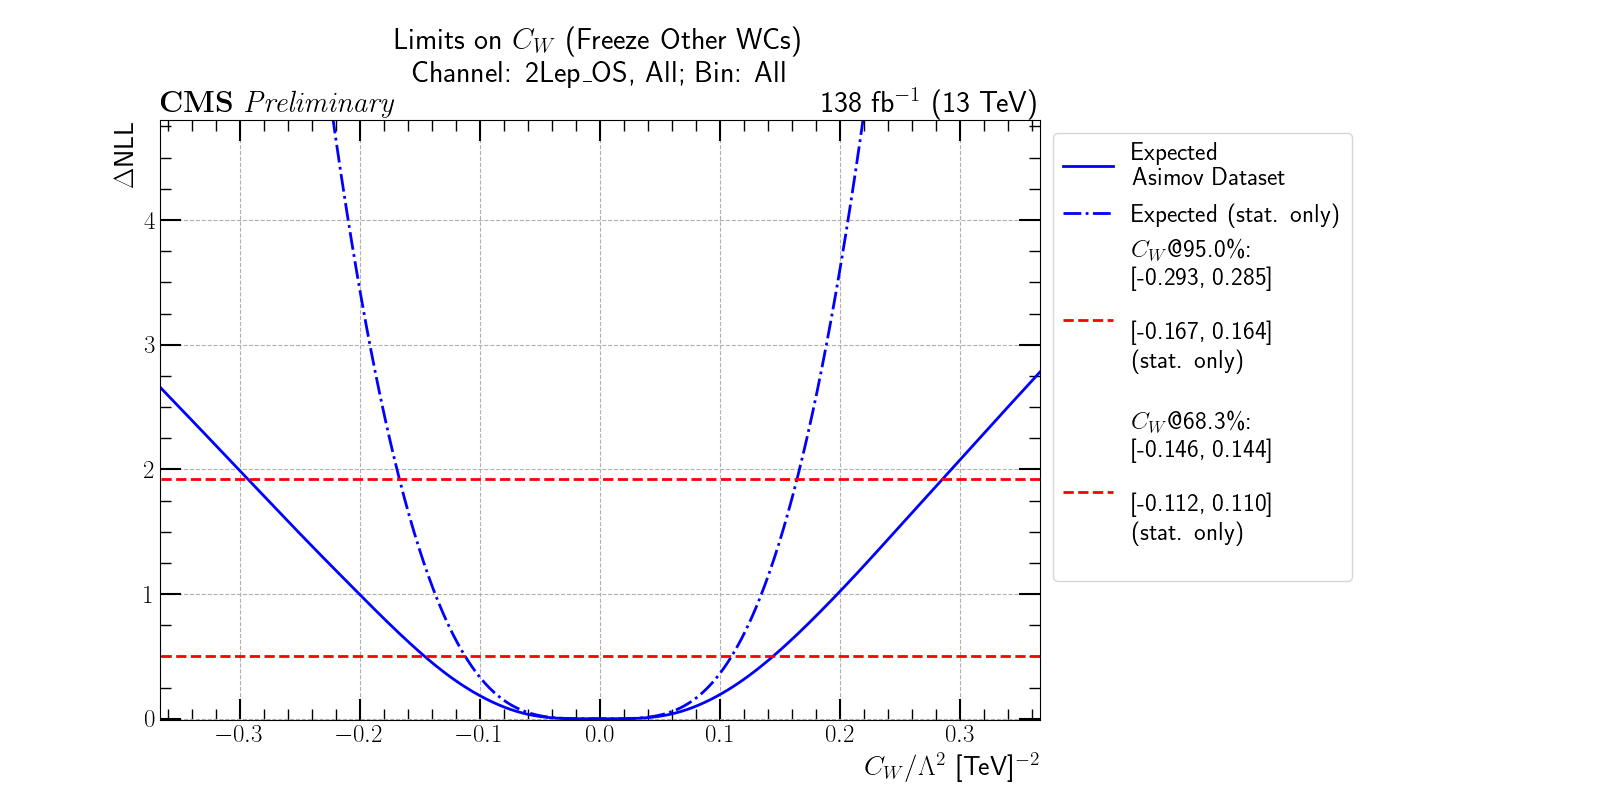 Limits on C_W (Freeze Other WCs)
Channel: 2Lep_OS, All; Bin: All
CMS Preliminary
138 fb⁻¹ (13 TeV)
ΔNLL
4
3
2
1
0
−0.3 −0.2 −0.1 0.0 0.1 0.2 0.3
C_W/Λ² [TeV]⁻²
Expected
Asimov Dataset
Expected (stat. only)
C_W@95.0%:
[-0.293, 0.285]
[-0.167, 0.164]
(stat. only)
C_W@68.3%:
[-0.146, 0.144]
[-0.112, 0.110]
(stat. only)